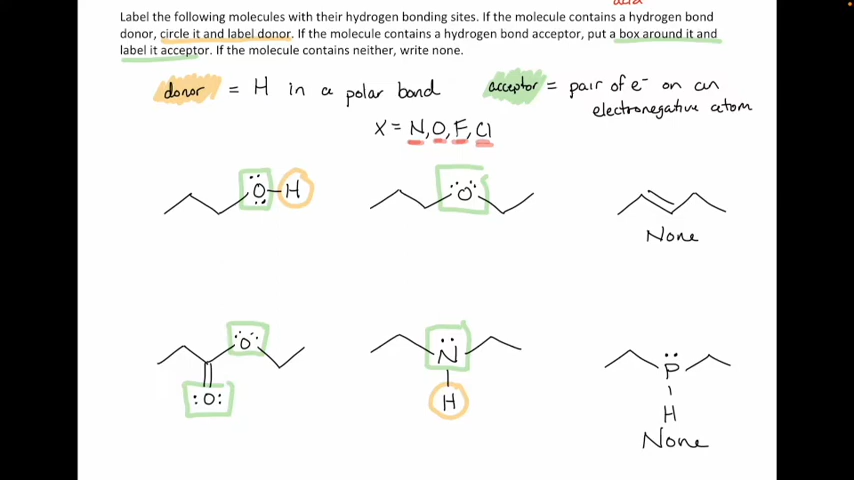 acid
Label the following molecules with their hydrogen bonding sites. If the molecule contains a hydrogen bond
donor, circle it and label donor. If the molecule contains a hydrogen bond acceptor, put a box around it and
label it acceptor. If the molecule contains neither, write none.
donor = H in a polar bond
acceptor = pair of e⁻ on an
electronegative atom
X = N, O, F, Cl
O-H
O
None
O
O
N
H
P
H
None